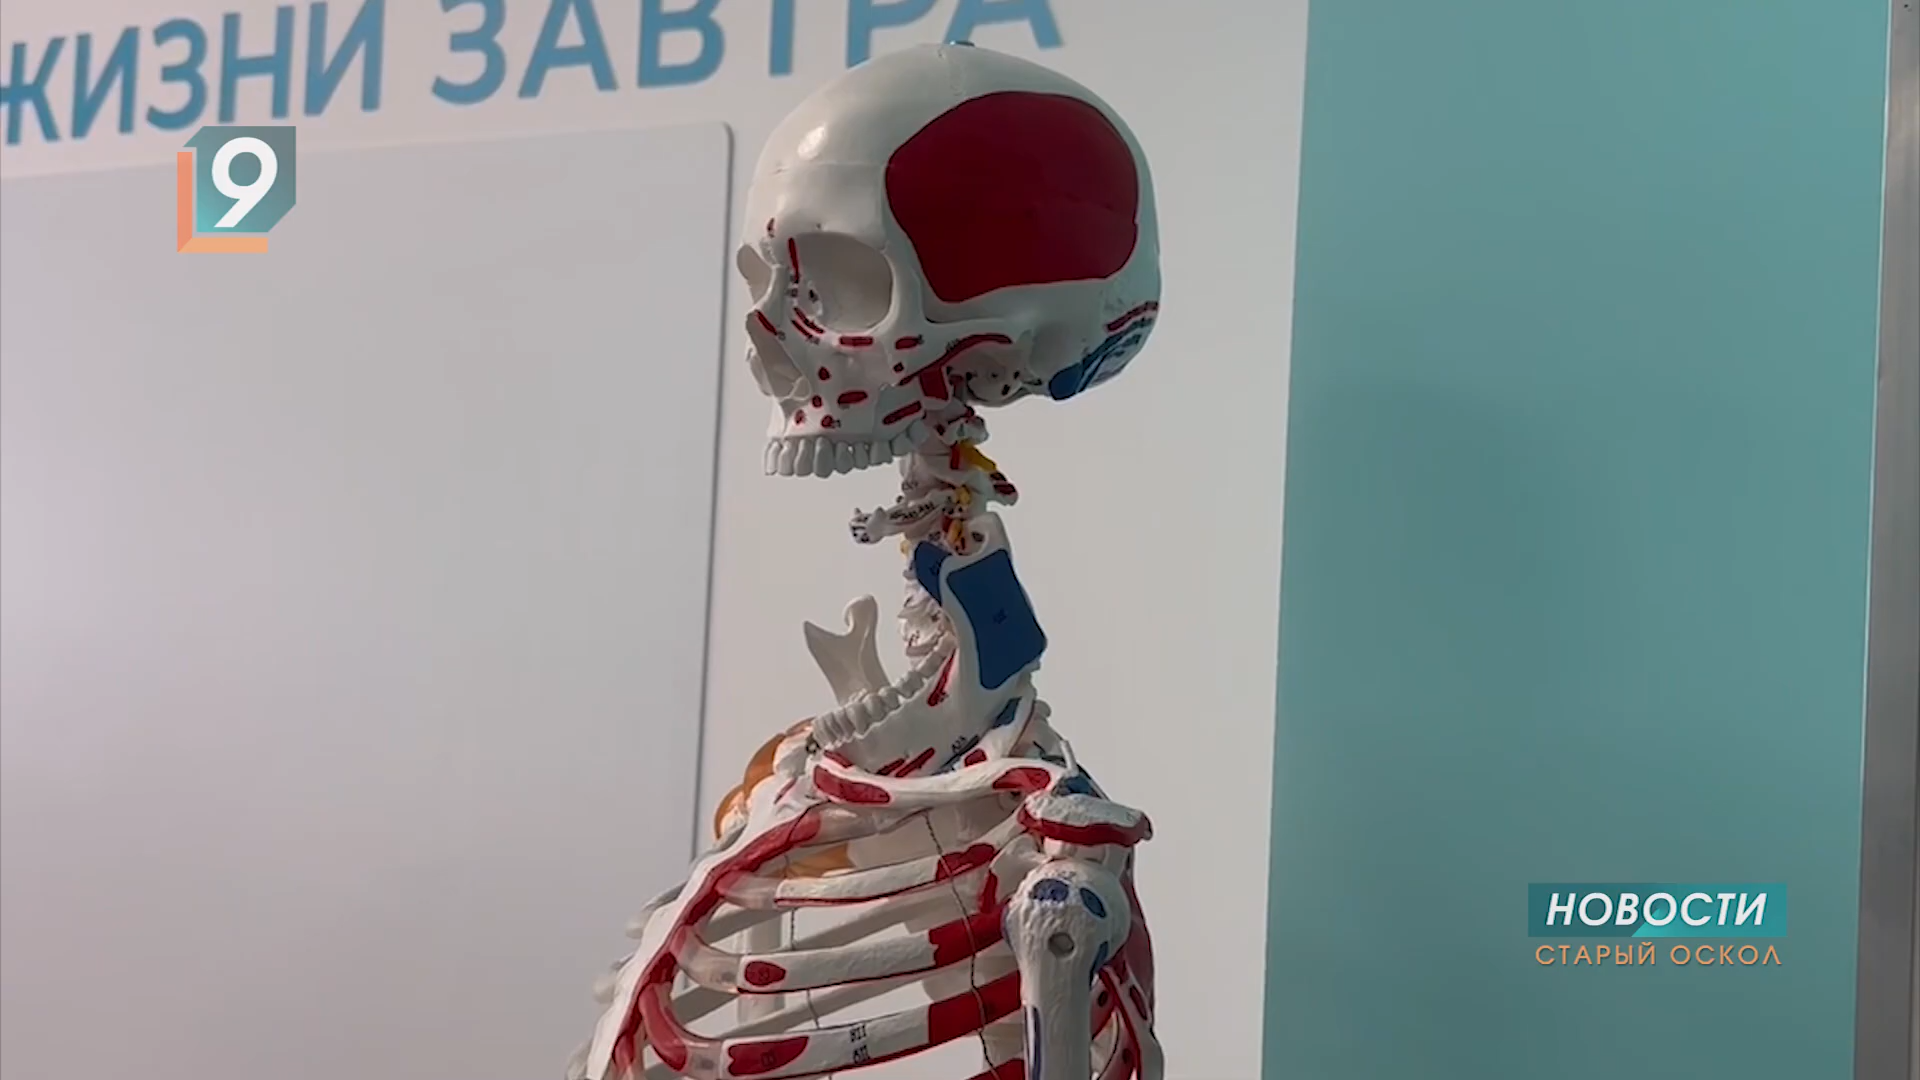 ЖИЗНИ ЗАВТРА
9
НОВОСТИ
СТАРЫЙ ОСКОЛ